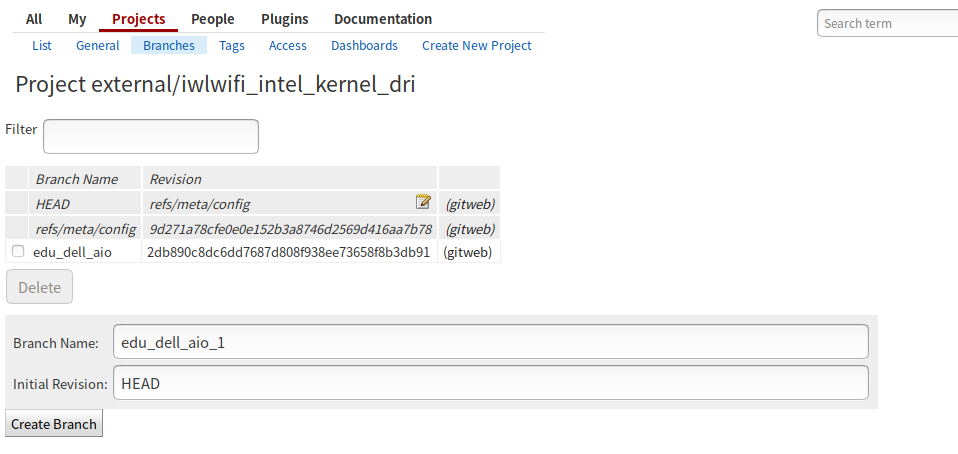 All My Projects People Plugins Documentation
Search term
List General Branches Tags Access Dashboards Create New Project
Project external/iwlwifi_intel_kernel_dri
Filter
Branch Name Revision
HEAD refs/meta/config (gitweb)
refs/meta/config 9d271a78cfe0e0e152b3a8746d2569d416aa7b78 (gitweb)
edu_dell_aio 2db890c8dc6dd7687d808f938ee73658f8b3db91 (gitweb)
Delete
Branch Name: edu_dell_aio_1
Initial Revision: HEAD
Create Branch